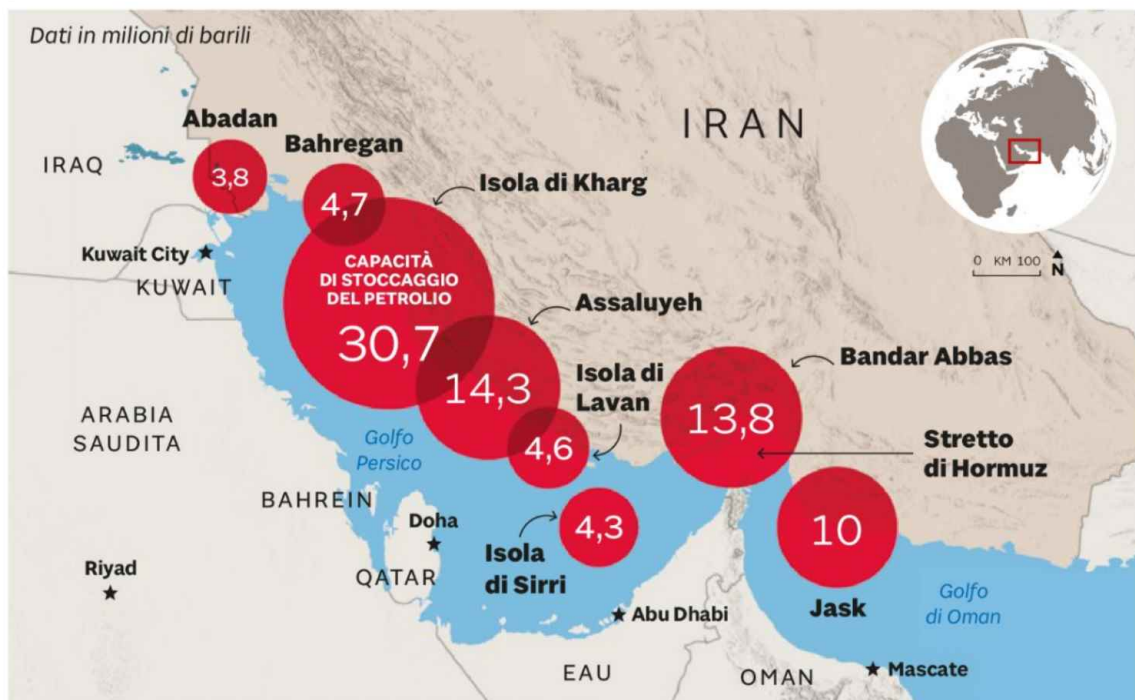 Dati in milioni di barili
IRAN
Abadan
Bahregan
IRAQ
3,8
4,7
Isola di Kharg
Kuwait City
KUWAIT
CAPACITÀ
DI STOCCAGGIO
DEL PETROLIO
30,7
0 KM 100
N
Assaluyeh
14,3
Isola di
Lavan
4,6
Bandar Abbas
13,8
Stretto
di Hormuz
ARABIA
SAUDITA
Golfo
Persico
BAHREIN
Doha
QATAR
Isola
di Sirri
4,3
10
Jask
Riyad
Abu Dhabi
Golfo
di Oman
EAU
OMAN
Mascate